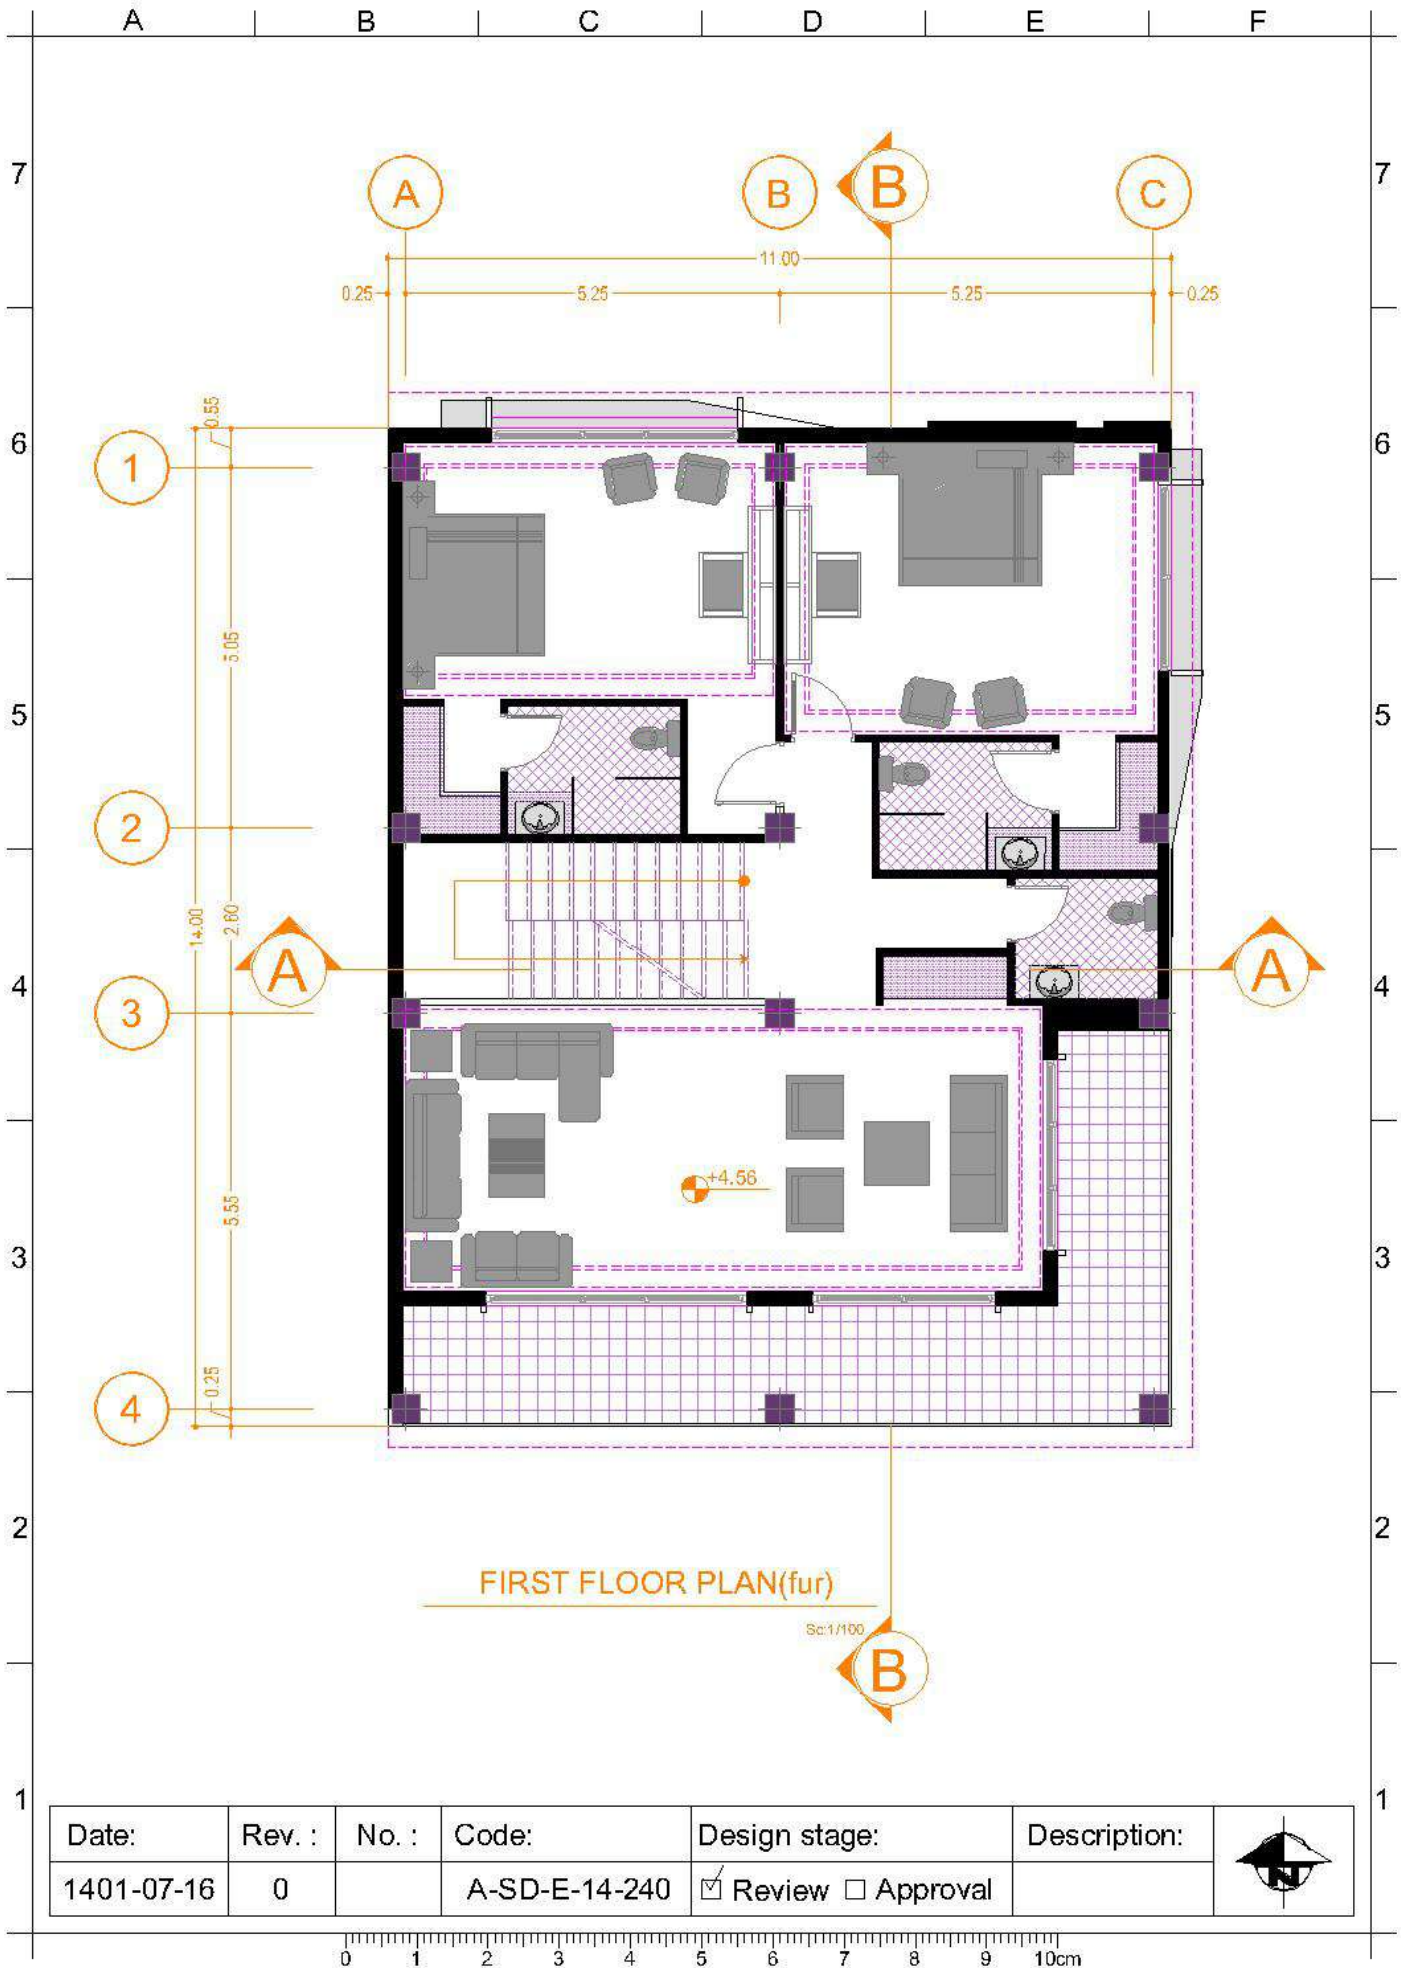 A B C D E F
7 7
A B B C
11.00
0.25 5.25 5.25 0.25
0.55
6 6
1
5.05
5 5
2
14.00
2.60
A A
4 4
3
+4.56
5.55
3 3
0.25
4
2 2
FIRST FLOOR PLAN(fur)
Sc:1/100
B
1 1
Date: Rev. : No. : Code: Design stage: Description:
1401-07-16 0 A-SD-E-14-240 Review Approval
N
0 1 2 3 4 5 6 7 8 9 10cm